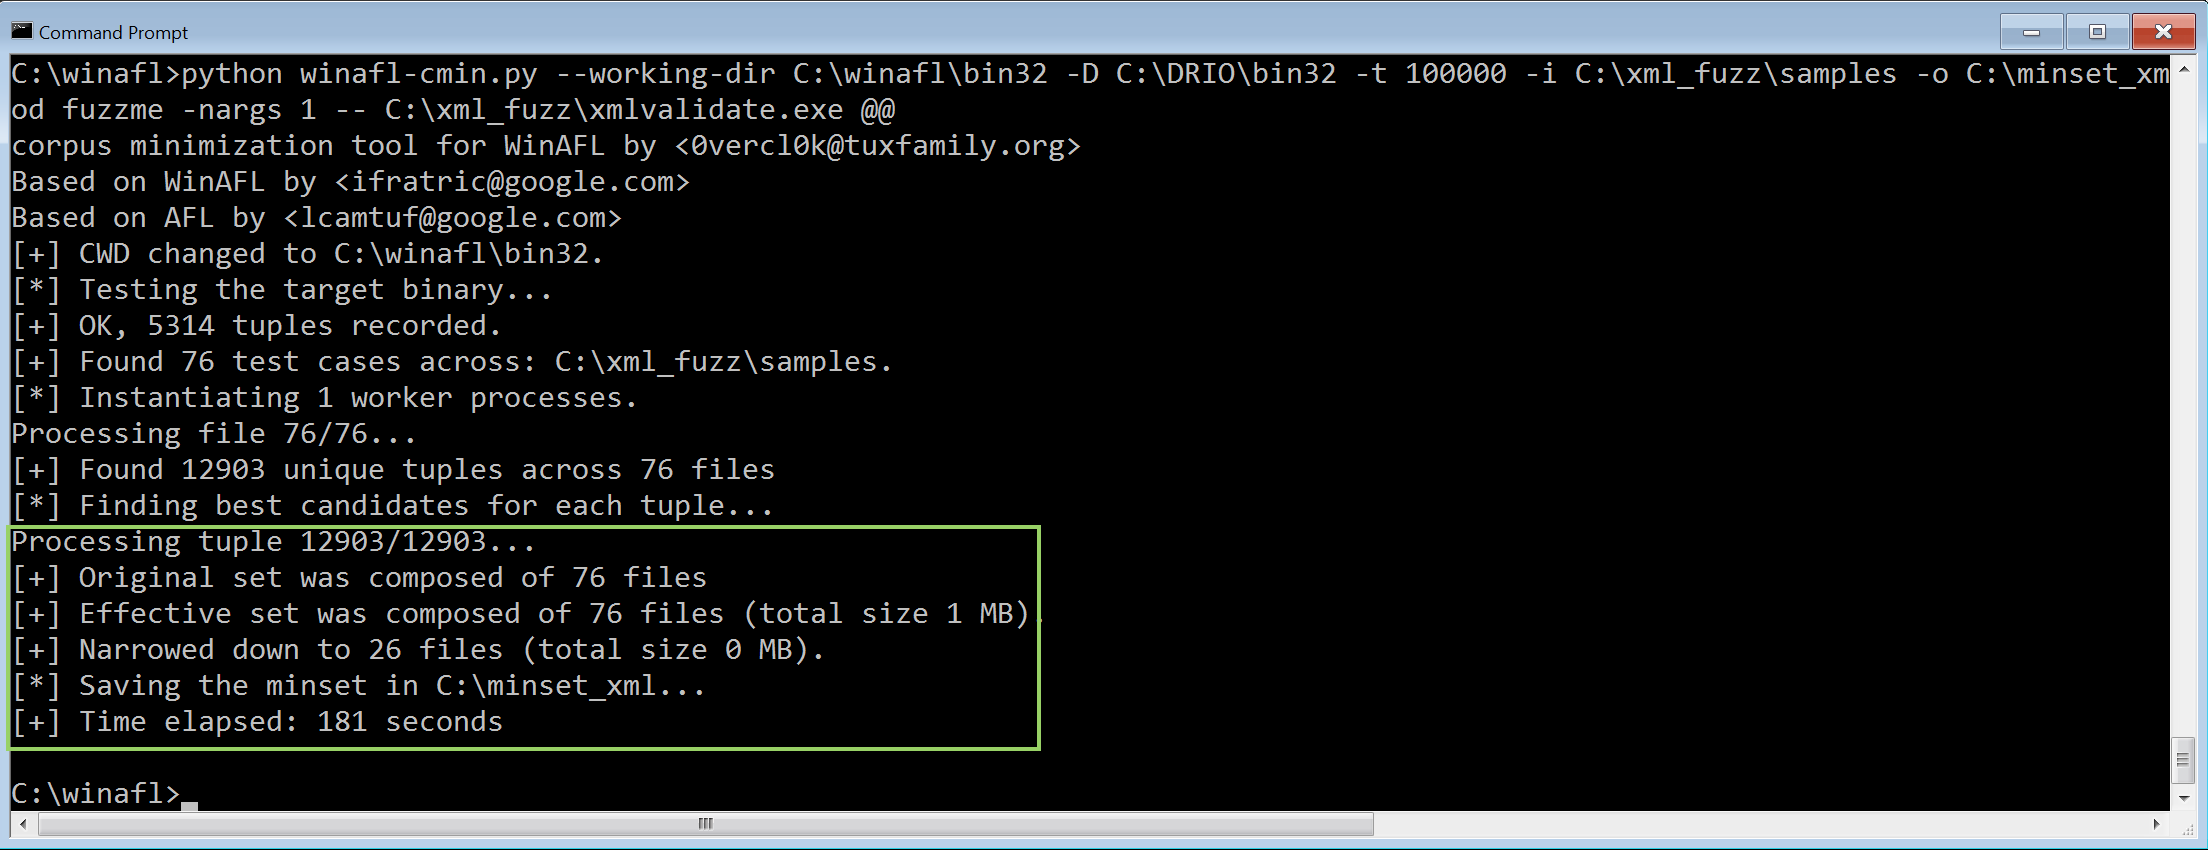 Command Prompt
C:\winafl>python winafl-cmin.py --working-dir C:\winafl\bin32 -D C:\DRIO\bin32 -t 100000 -i C:\xml_fuzz\samples -o C:\minset_xm
od fuzzme -nargs 1 -- C:\xml_fuzz\xmlvalidate.exe @@
corpus minimization tool for WinAFL by <0vercl0k@tuxfamily.org>
Based on WinAFL by <ifratric@google.com>
Based on AFL by <lcamtuf@google.com>
[+] CWD changed to C:\winafl\bin32.
[*] Testing the target binary...
[+] OK, 5314 tuples recorded.
[+] Found 76 test cases across: C:\xml_fuzz\samples.
[*] Instantiating 1 worker processes.
Processing file 76/76...
[+] Found 12903 unique tuples across 76 files
[*] Finding best candidates for each tuple...
Processing tuple 12903/12903...
[+] Original set was composed of 76 files
[+] Effective set was composed of 76 files (total size 1 MB).
[+] Narrowed down to 26 files (total size 0 MB).
[*] Saving the minset in C:\minset_xml...
[+] Time elapsed: 181 seconds
C:\winafl>